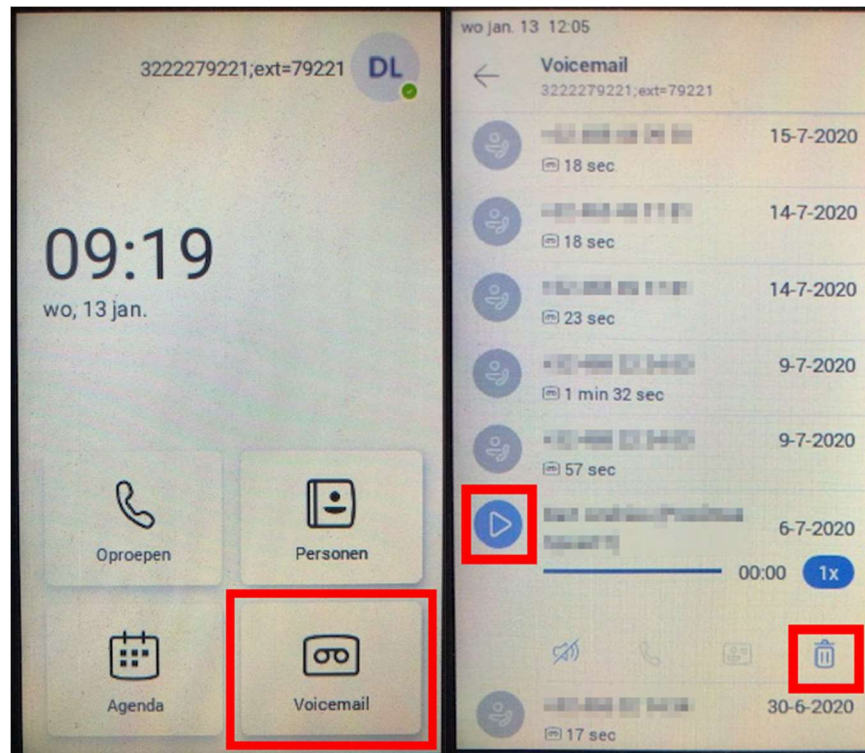 3222279221;ext=79221 DL
09:19
wo, 13 jan.
Oproepen
Personen
Agenda
Voicemail
wo jan. 13 12:05
Voicemail
3222279221;ext=79221
15-7-2020
18 sec
14-7-2020
18 sec
14-7-2020
23 sec
9-7-2020
1 min 32 sec
9-7-2020
57 sec
6-7-2020
00:00 1x
30-6-2020
17 sec